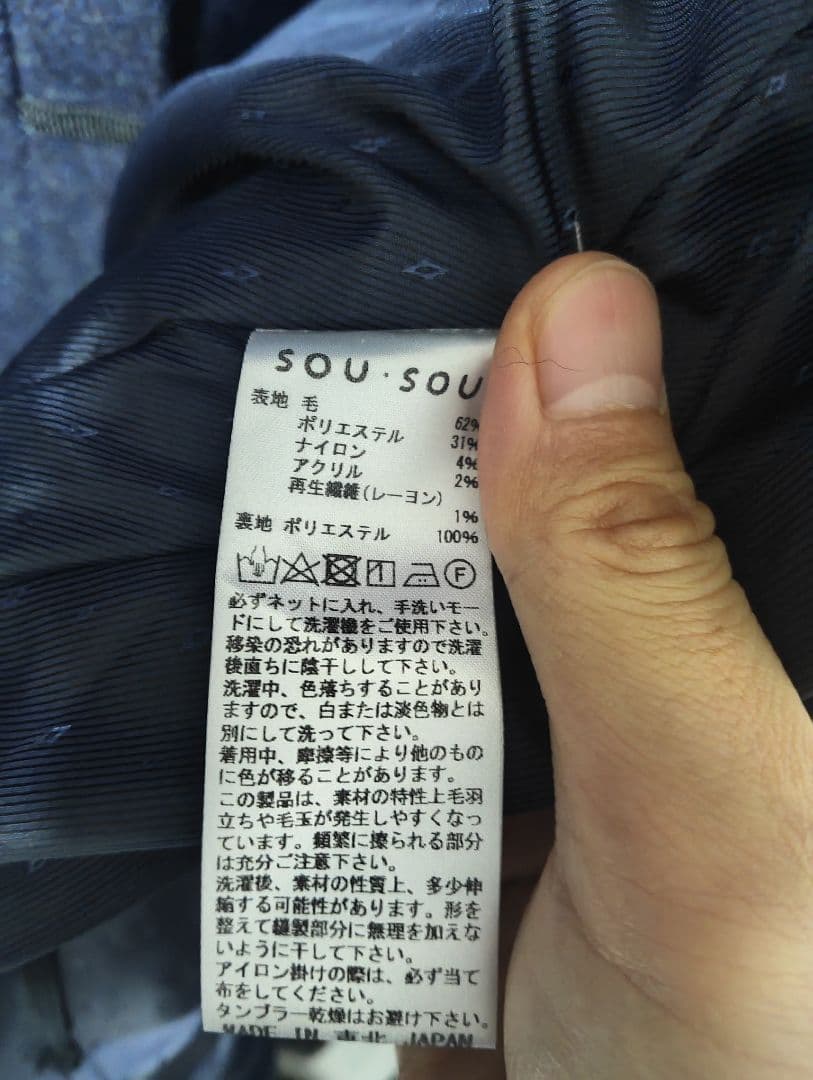 SOU・SOU
表地 毛 62%
ポリエステル 31%
ナイロン 4%
アクリル 2%
再生繊維(レーヨン)
1%
裏地 ポリエステル 100%
F
必ずネットに入れ、手洗いモー
ドにして洗濯機をご使用下さい。
移染の恐れがありますので洗濯
後直ちに陰干しして下さい。
洗濯中、色落ちすることがあり
ますので、白または淡色物とは
別にして洗って下さい。
着用中、摩擦等により他のもの
に色が移ることがあります。
この製品は、素材の特性上毛羽
立ちや毛玉が発生しやすくなっ
ています。頻繁に擦られる部分
は充分ご注意下さい。
洗濯後、素材の性質上、多少伸
縮する可能性があります。形を
整えて縫製部分に無理を加えな
いように干して下さい。
アイロン掛けの際は、必ず当て
布をしてください。
タンブラー乾燥はお避け下さい。
MADE IN 東北 JAPAN